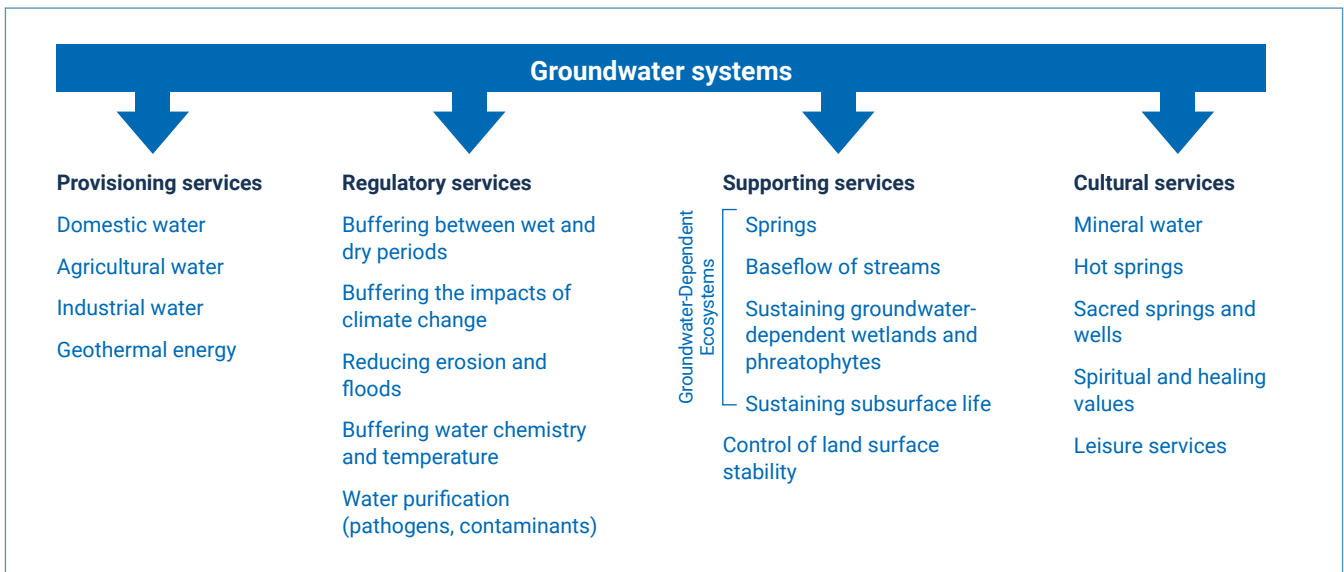 Groundwater systems
Provisioning services
Domestic water
Agricultural water
Industrial water
Geothermal energy
Regulatory services
Buffering between wet and
dry periods
Buffering the impacts of
climate change
Reducing erosion and
floods
Buffering water chemistry
and temperature
Water purification
(pathogens, contaminants)
Supporting services
Groundwater-Dependent
Ecosystems
Springs
Baseflow of streams
Sustaining groundwater-
dependent wetlands and
phreatophytes
Sustaining subsurface life
Control of land surface
stability
Cultural services
Mineral water
Hot springs
Sacred springs and
wells
Spiritual and healing
values
Leisure services